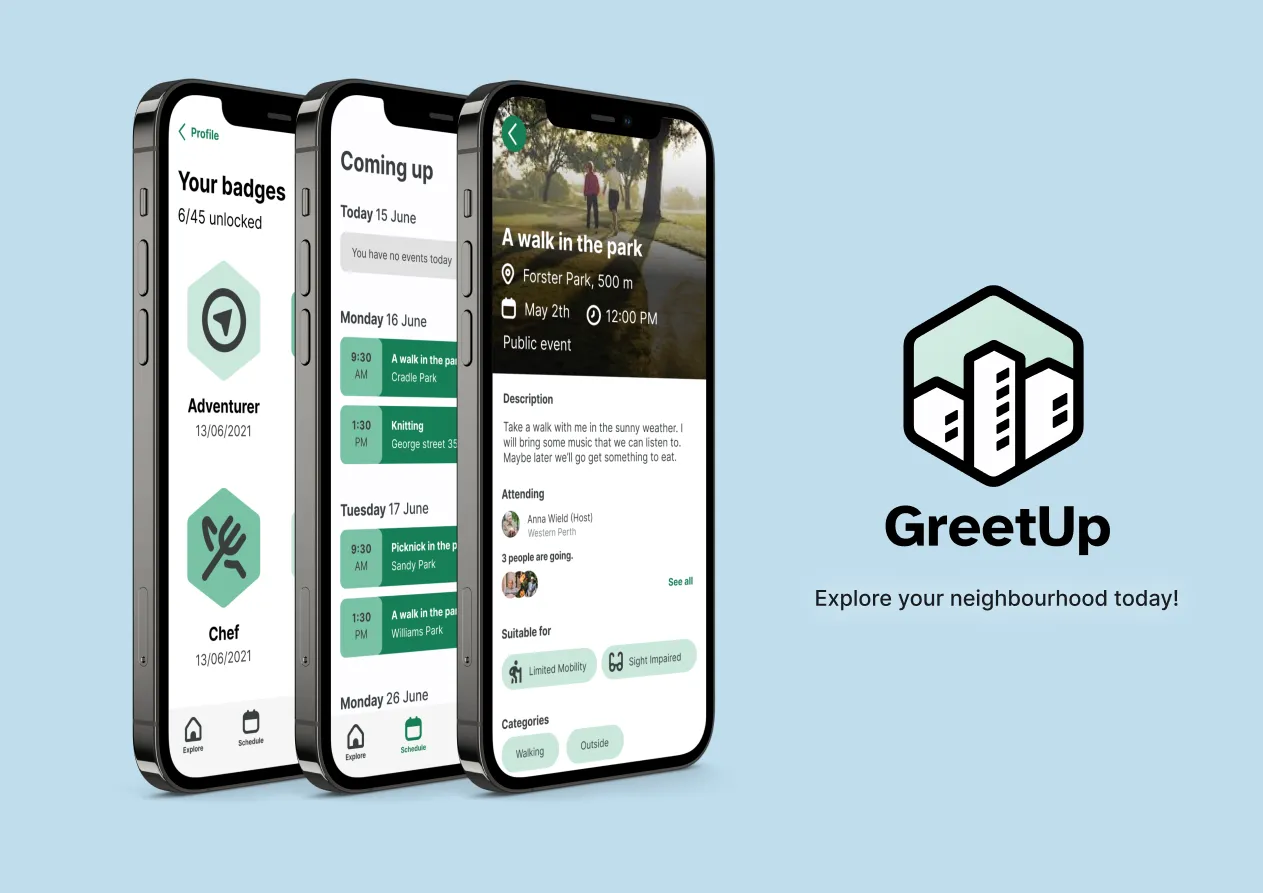 Profile
Your badges
6/45 unlocked
Adventurer
13/06/2021
Chef
13/06/2021
Explore
Schedule
Coming up
Today 15 June
You have no events today
Monday 16 June
9:30 AM
A walk in the par
Cradle Park
1:30 PM
Knitting
George street 35
Tuesday 17 June
9:30 AM
Picknick in the p
Sandy Park
1:30 PM
A walk in the par
Williams Park
Monday 26 June
Explore
Schedule
A walk in the park
Forster Park, 500 m
May 2th
12:00 PM
Public event
Description
Take a walk with me in the sunny weather. I
will bring some music that we can listen to.
Maybe later we'll go get something to eat.
Attending
Anna Wield (Host)
Western Perth
3 people are going.
See all
Suitable for
Limited Mobility
Sight Impaired
Categories
Walking
Outside
GreetUp
Explore your neighbourhood today!